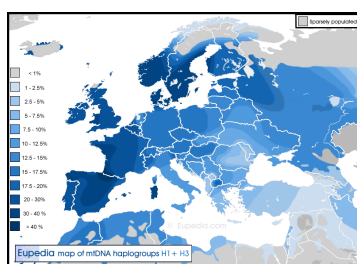 Sparsely populated
< 1%
1 - 2.5%
2.5 - 5%
5 - 7.5%
7.5 - 10%
10 - 12.5%
12.5 - 15%
15 - 17.5%
17.5 - 20%
20 - 30%
30 - 40 %
> 40 %
© Eupedia.com
Eupedia map of mtDNA haplogroups H1 + H3